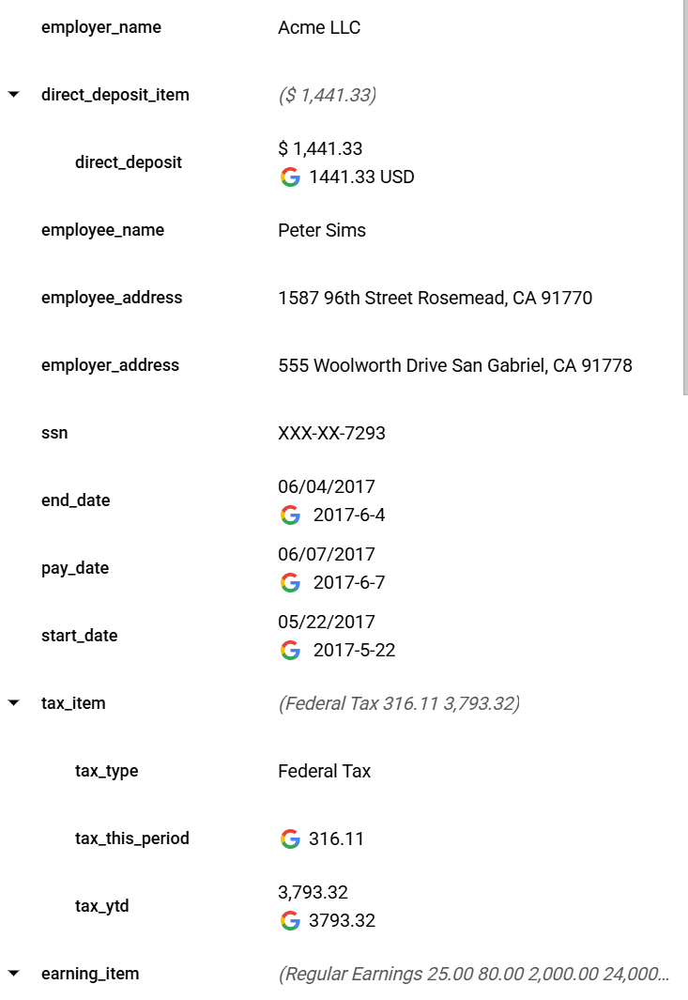 employer_name Acme LLC
direct_deposit_item ($ 1,441.33)
direct_deposit $ 1,441.33
1441.33 USD
employee_name Peter Sims
employee_address 1587 96th Street Rosemead, CA 91770
employer_address 555 Woolworth Drive San Gabriel, CA 91778
ssn XXX-XX-7293
end_date 06/04/2017
2017-6-4
pay_date 06/07/2017
2017-6-7
start_date 05/22/2017
2017-5-22
tax_item (Federal Tax 316.11 3,793.32)
tax_type Federal Tax
tax_this_period 316.11
tax_ytd 3,793.32
3793.32
earning_item (Regular Earnings 25.00 80.00 2,000.00 24,000...